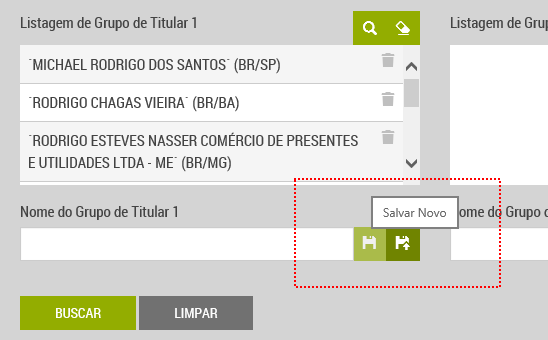 Listagem de Grupo de Titular 1
Listagem de Grup
`MICHAEL RODRIGO DOS SANTOS` (BR/SP)
`RODRIGO CHAGAS VIEIRA` (BR/BA)
`RODRIGO ESTEVES NASSER COMÉRCIO DE PRESENTES
E UTILIDADES LTDA - ME` (BR/MG)
Nome do Grupo de Titular 1
Salvar Novo
ome do Grupo d
BUSCAR
LIMPAR